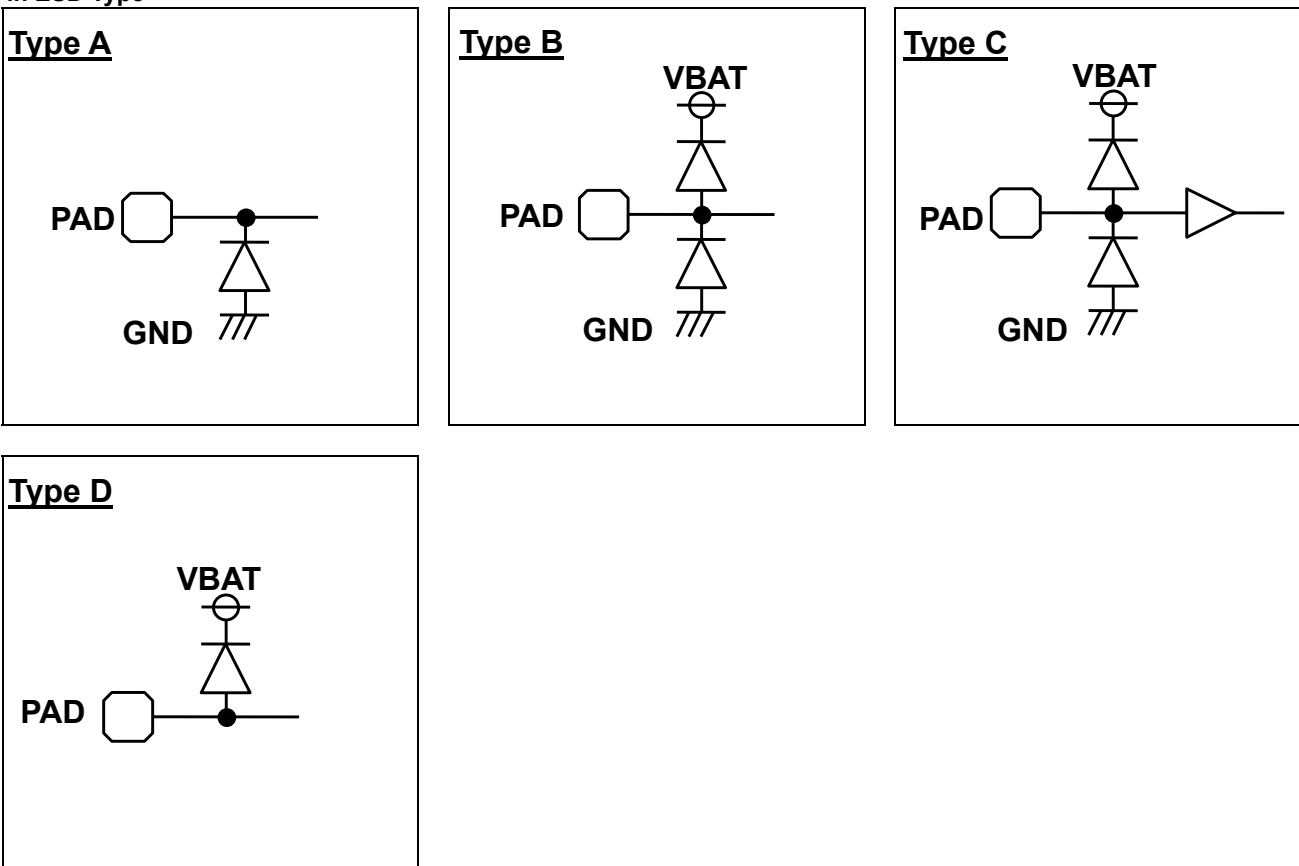 Type A
PAD
GND
Type B
VBAT
PAD
GND
Type C
VBAT
PAD
GND
Type D
VBAT
PAD